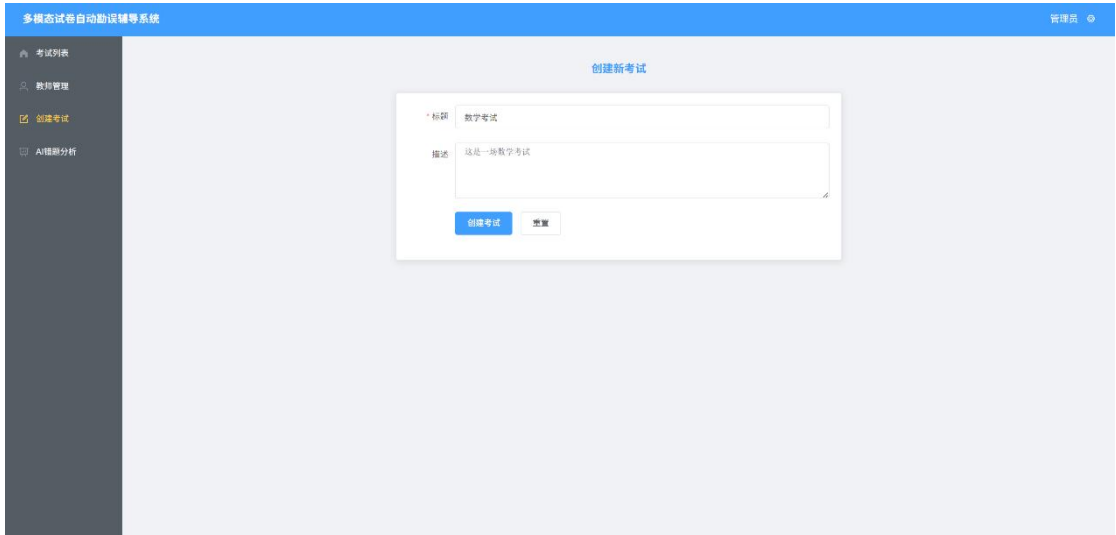 多模态试卷自动勘误辅导系统
管理员
考试列表
教师管理
创建考试
AI错题分析
创建新考试
* 标题 数学考试
描述 这是一场数学考试
创建考试 重置